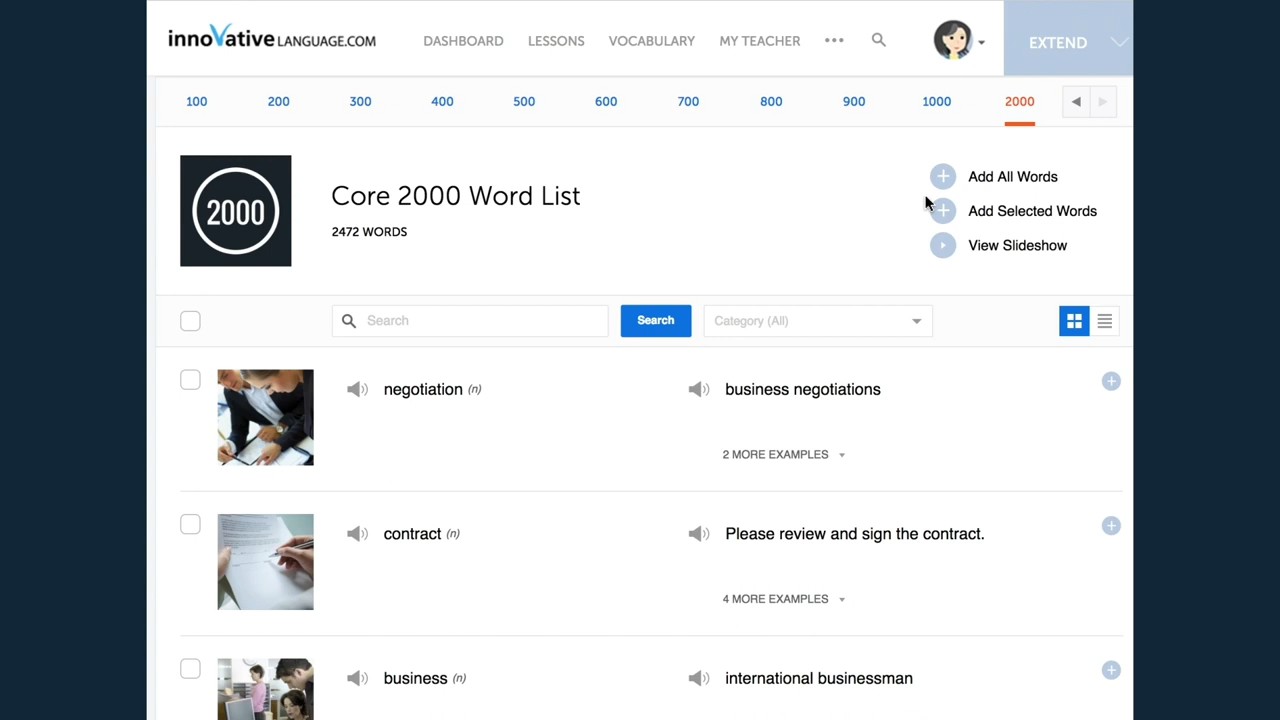 innoVative LANGUAGE.COM
DASHBOARD LESSONS VOCABULARY MY TEACHER ••• EXTEND
100 200 300 400 500 600 700 800 900 1000 2000
2000
Core 2000 Word List
2472 WORDS
Add All Words
Add Selected Words
View Slideshow
Search Search Category (All)
negotiation (n) business negotiations
2 MORE EXAMPLES
contract (n) Please review and sign the contract.
4 MORE EXAMPLES
business (n) international businessman